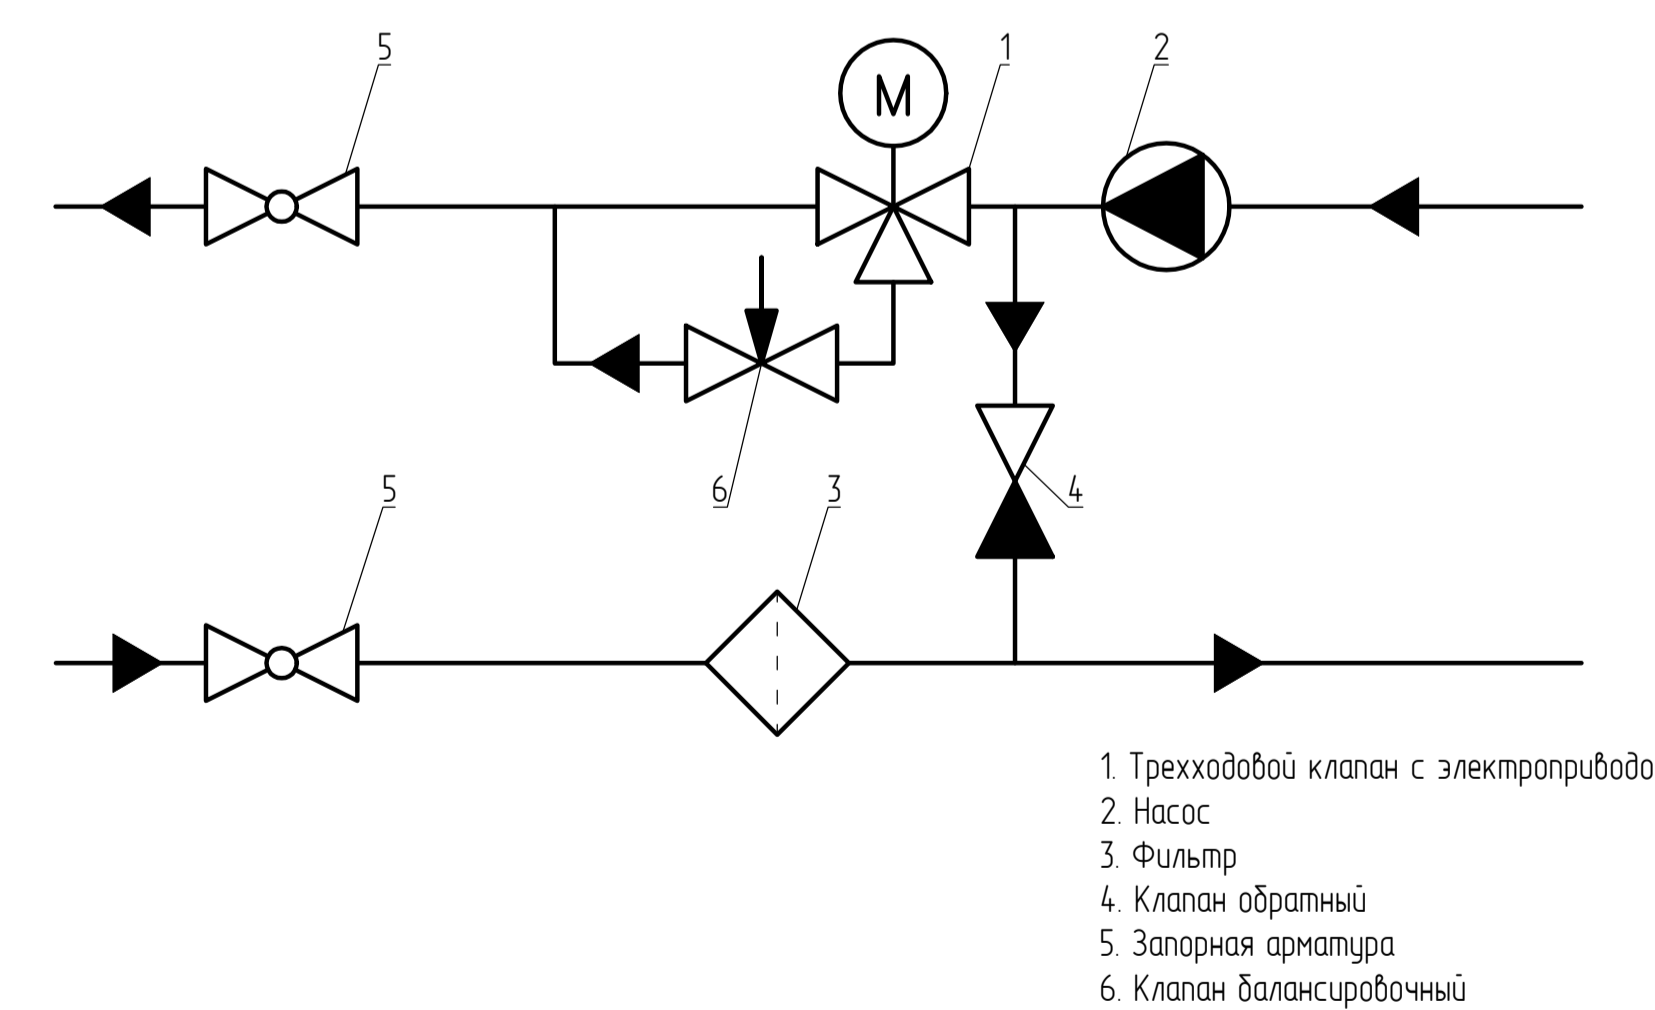 5
1
2
M
5
6
3
4
1. Трехходовой клапан с электроприводо
2. Насос
3. Фильтр
4. Клапан обратный
5. Запорная арматура
6. Клапан балансировочный